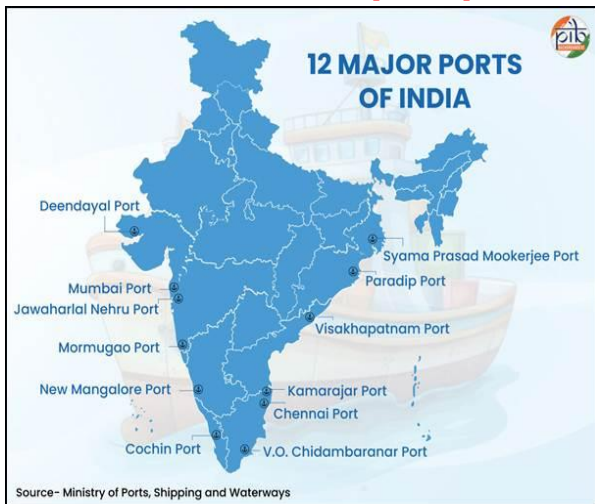 pib
12 MAJOR PORTS
OF INDIA
Deendayal Port
Syama Prasad Mookerjee Port
Paradip Port
Mumbai Port
Jawaharlal Nehru Port
Visakhapatnam Port
Mormugao Port
New Mangalore Port
Kamarajar Port
Chennai Port
Cochin Port
V.O. Chidambaranar Port
Source- Ministry of Ports, Shipping and Waterways